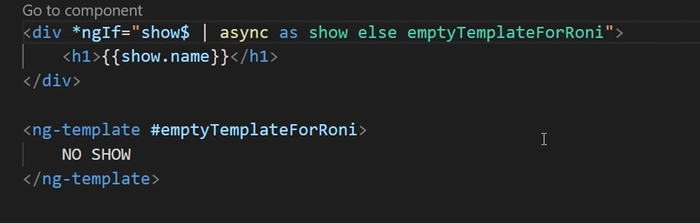 Go to component
<div *ngIf="show$ | async as show else emptyTemplateForRoni">
<h1>{{show.name}}</h1>
</div>
<ng-template #emptyTemplateForRoni>
NO SHOW
</ng-template>